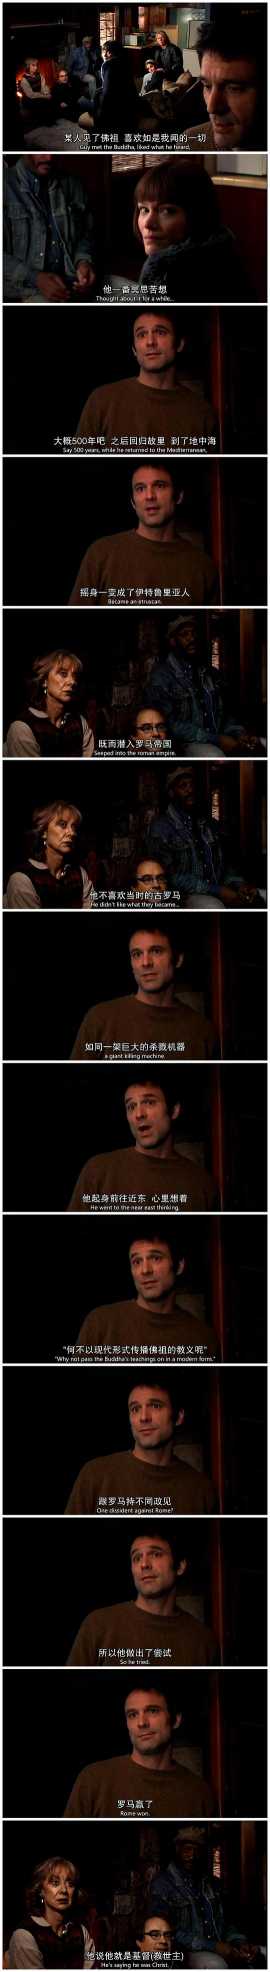 某人见了佛祖 喜欢如是我闻的一切
Guy met the Buddha, liked what he heard,
他一番冥思苦想
Thought about it for a while...
大概500年吧 之后回归故里 到了地中海
Say 500 years, while he returned to the Mediterranean,
摇身一变成了伊特鲁里亚人
Became an etruscan.
既而潜入罗马帝国
Seeped into the roman empire.
他不喜欢当时的古罗马
He didn't like what they became...
如同一架巨大的杀戮机器
a giant killing machine.
他起身前往近东 心里想着
He went to the near east thinking,
"何不以现代形式传播佛祖的教义呢"
"Why not pass the Buddha's teachings on in a modern form."
跟罗马持不同政见
One dissident against Rome?
所以他做出了尝试
So he tried.
罗马赢了
Rome won.
他说他就是基督(救世主)
He's saying he was Christ.